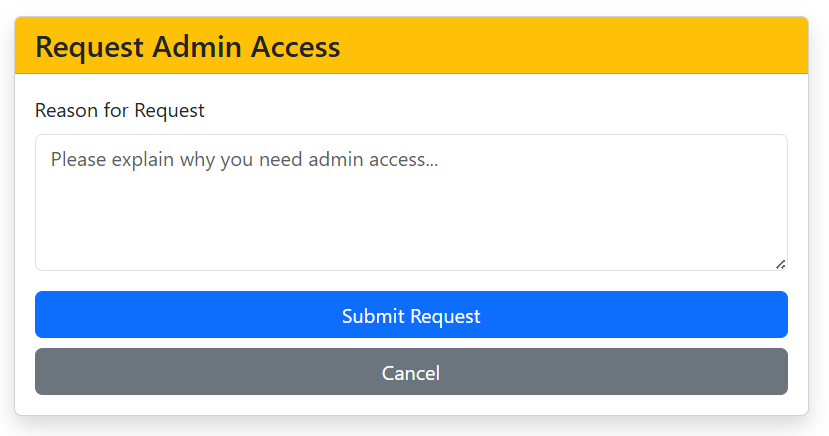 Request Admin Access
Reason for Request
Please explain why you need admin access...
Submit Request
Cancel